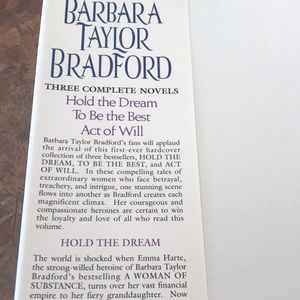 BARBARA
TAYLOR
BRADFORD
THREE COMPLETE NOVELS
Hold the Dream
To Be the Best
Act of Will
Barbara Taylor Bradford's fans will applaud
the arrival of this first-ever hardcover
collection of three bestsellers, HOLD THE
DREAM, TO BE THE BEST, and ACT
OF WILL. In these compelling tales of
extraordinary women who face betrayal,
treachery, and intrigue, one stunning scene
flows into another as Bradford creates each
magnificent climax. Her courageous and
compassionate heroines are certain to win
the loyalty and love of all who read this
volume.
HOLD THE DREAM
The world is shocked when Emma Harte,
the strong-willed heroine of Barbara Taylor
Bradford's bestselling A WOMAN OF
SUBSTANCE, turns over her vast financial
empire to her fiery granddaughter. Now